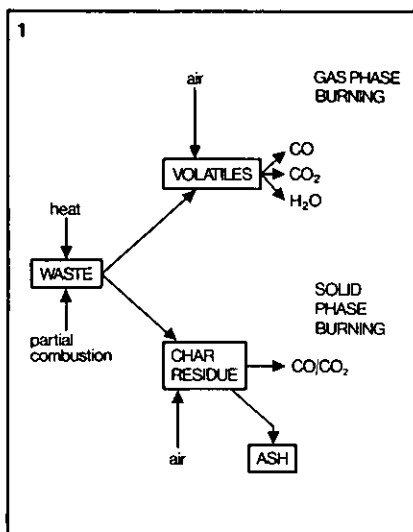 1
air
GAS PHASE
BURNING
VOLATILES
CO
CO₂
H₂O
heat
WASTE
partial
combustion
SOLID
PHASE
BURNING
CHAR
RESIDUE
CO/CO₂
air
ASH